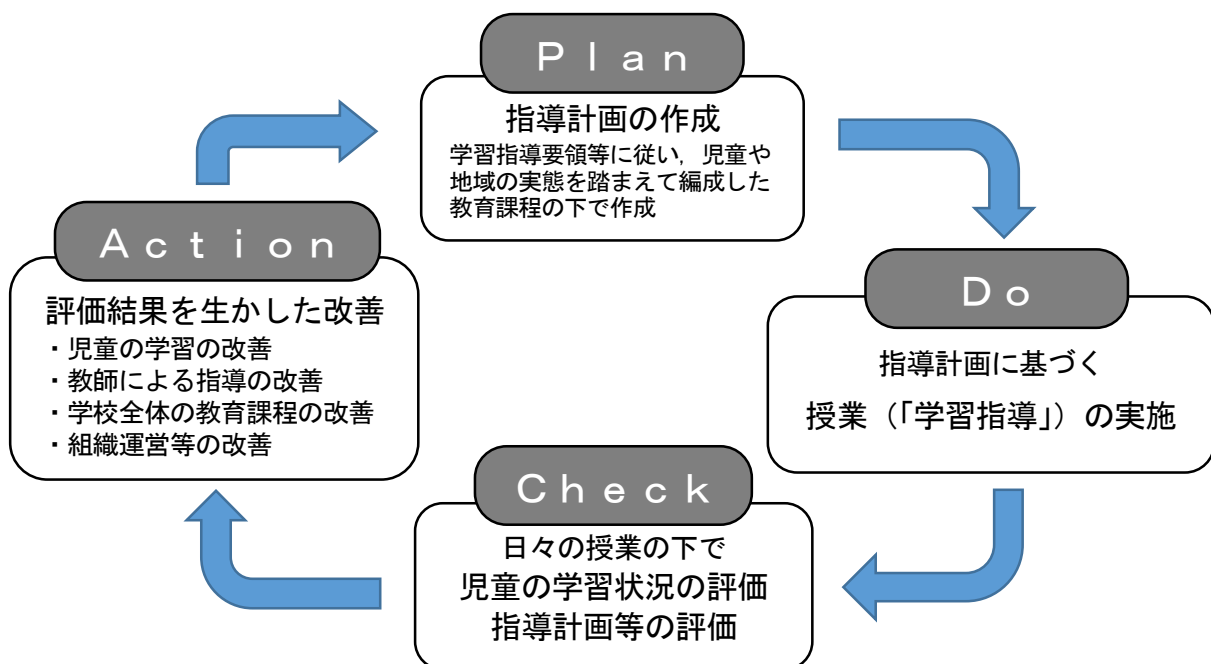 Ｐｌａｎ
指導計画の作成
学習指導要領等に従い，児童や
地域の実態を踏まえて編成した
教育課程の下で作成
Ｄｏ
指導計画に基づく
授業（「学習指導」）の実施
Ｃｈｅｃｋ
日々の授業の下で
児童の学習状況の評価
指導計画等の評価
Ａｃｔｉｏｎ
評価結果を生かした改善
・児童の学習の改善
・教師による指導の改善
・学校全体の教育課程の改善
・組織運営等の改善